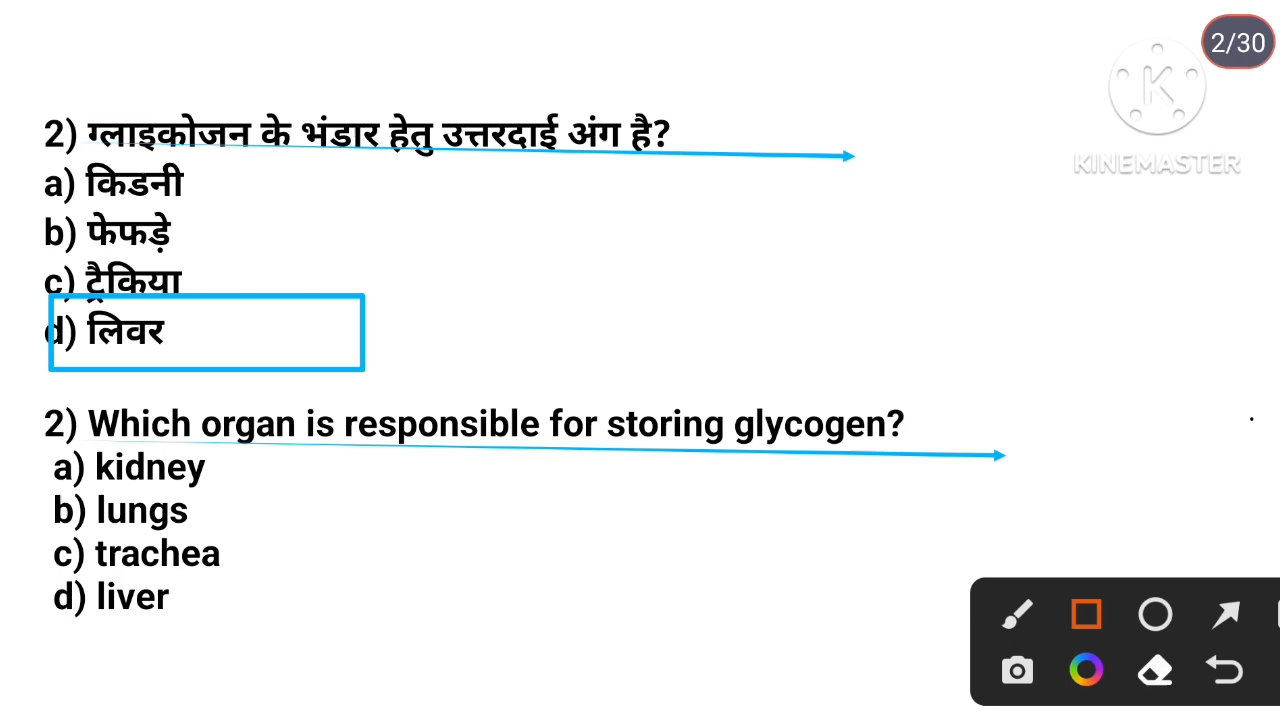 2/30
KINEMASTER
2) ग्लाइकोजन के भंडार हेतु उत्तरदाई अंग है?
a) किडनी
b) फेफड़े
c) ट्रैकिया
d) लिवर
2) Which organ is responsible for storing glycogen?
a) kidney
b) lungs
c) trachea
d) liver